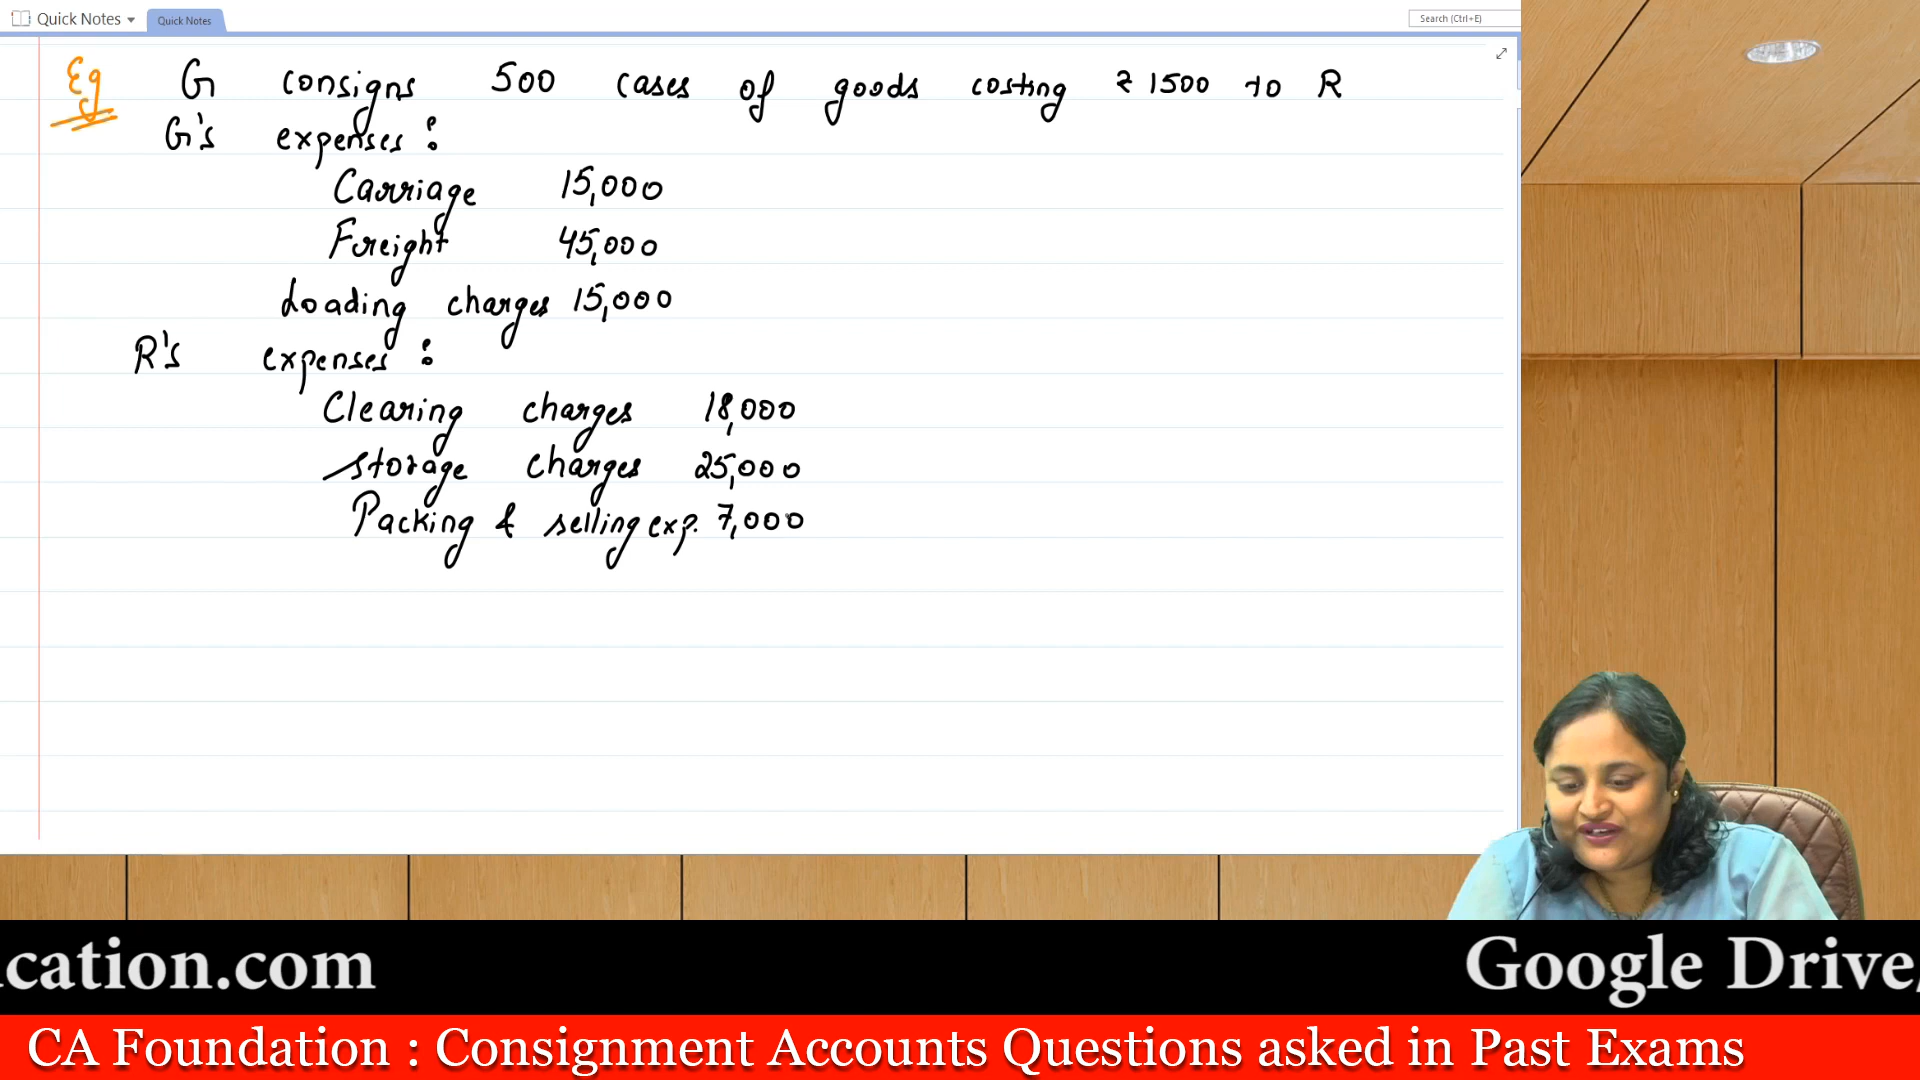 Quick Notes
Quick Notes
Search (Ctrl+E)
Eg G consigns 500 cases of goods costing ₹ 1500 to R
G's expenses :
Carriage 15,000
Freight 45,000
Loading charges 15,000
R's expenses :
Clearing charges 18,000
Storage charges 25,000
Packing & selling exp. 7,000
cation.com Google Drive/
CA Foundation : Consignment Accounts Questions asked in Past Exams